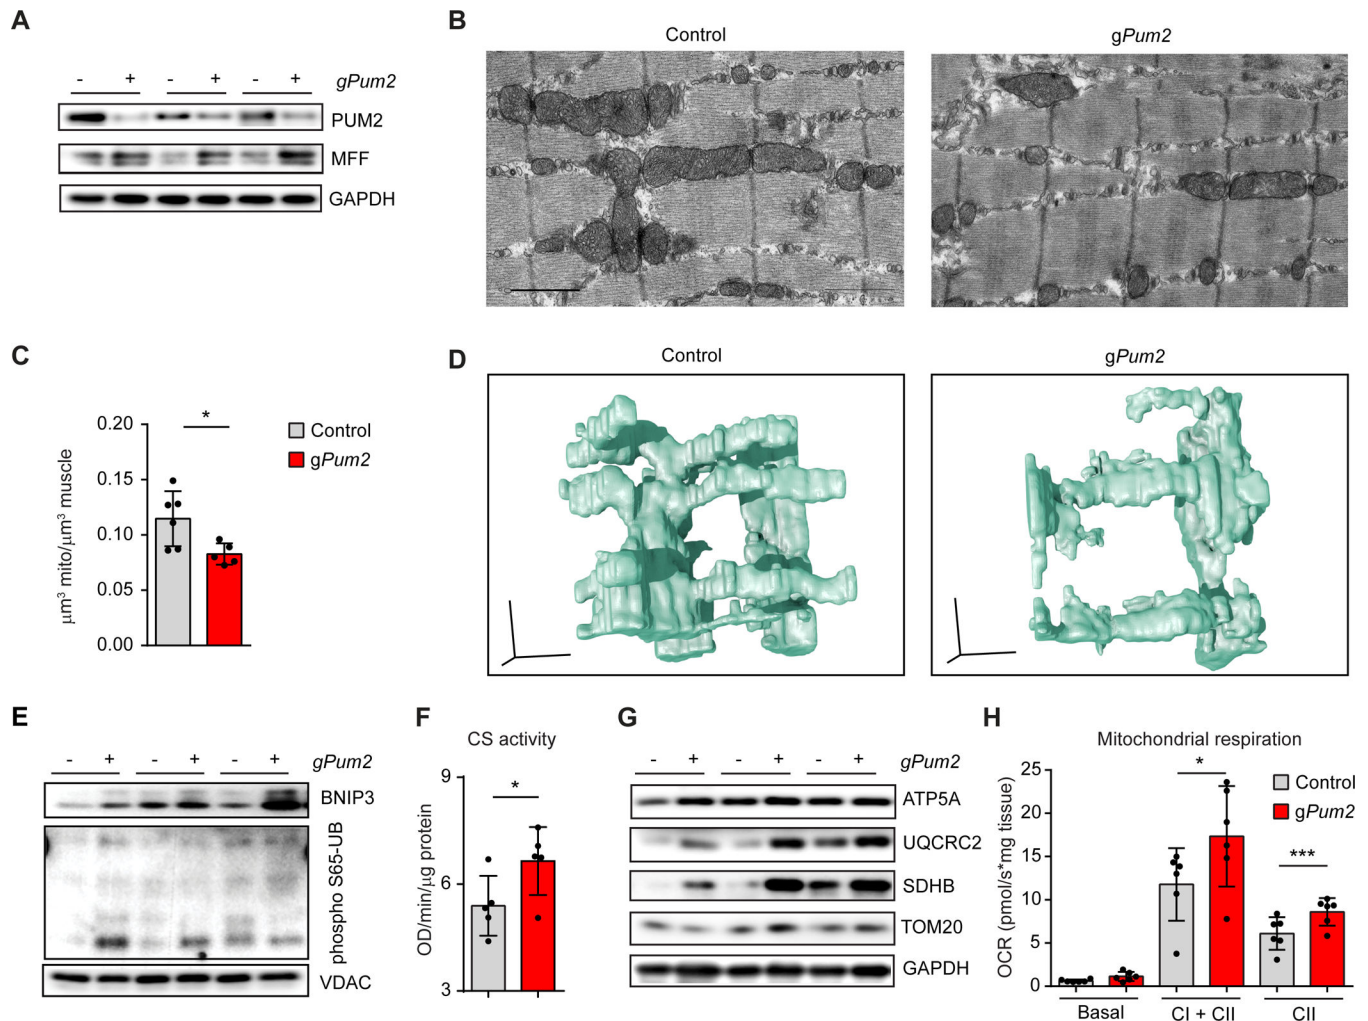 A
- + - + - + gPum2
PUM2
MFF
GAPDH
B
Control
gPum2
C
*
0.20
0.15
0.10
0.05
0.00
µm³ mito/µm³ muscle
Control
gPum2
D
Control
gPum2
E
- + - + - + gPum2
BNIP3
phospho S65-UB
VDAC
F
CS activity
*
9
6
3
OD/min/µg protein
G
- + - + - + gPum2
ATP5A
UQCRC2
SDHB
TOM20
GAPDH
H
Mitochondrial respiration
25
20
15
10
5
0
OCR (pmol/s*mg tissue)
*
***
Control
gPum2
Basal
CI + CII
CII